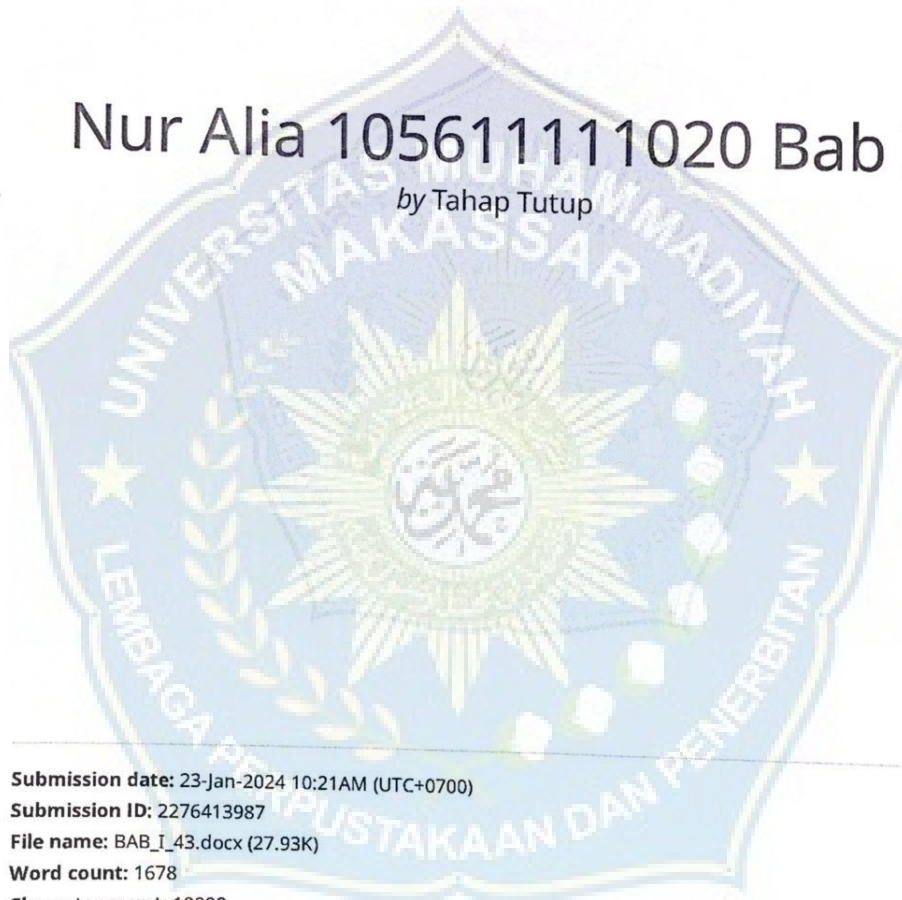 Nur Alia 105611111020 Bab
by Tahap Tutup
UNIVERSITAS MUHAMMADIYAH
MAKASSAR
LEMBAGA PERPUSTAKAAN DAN PENERBITAN
Submission date: 23-Jan-2024 10:21AM (UTC+0700)
Submission ID: 2276413987
File name: BAB_I_43.docx (27.93K)
Word count: 1678